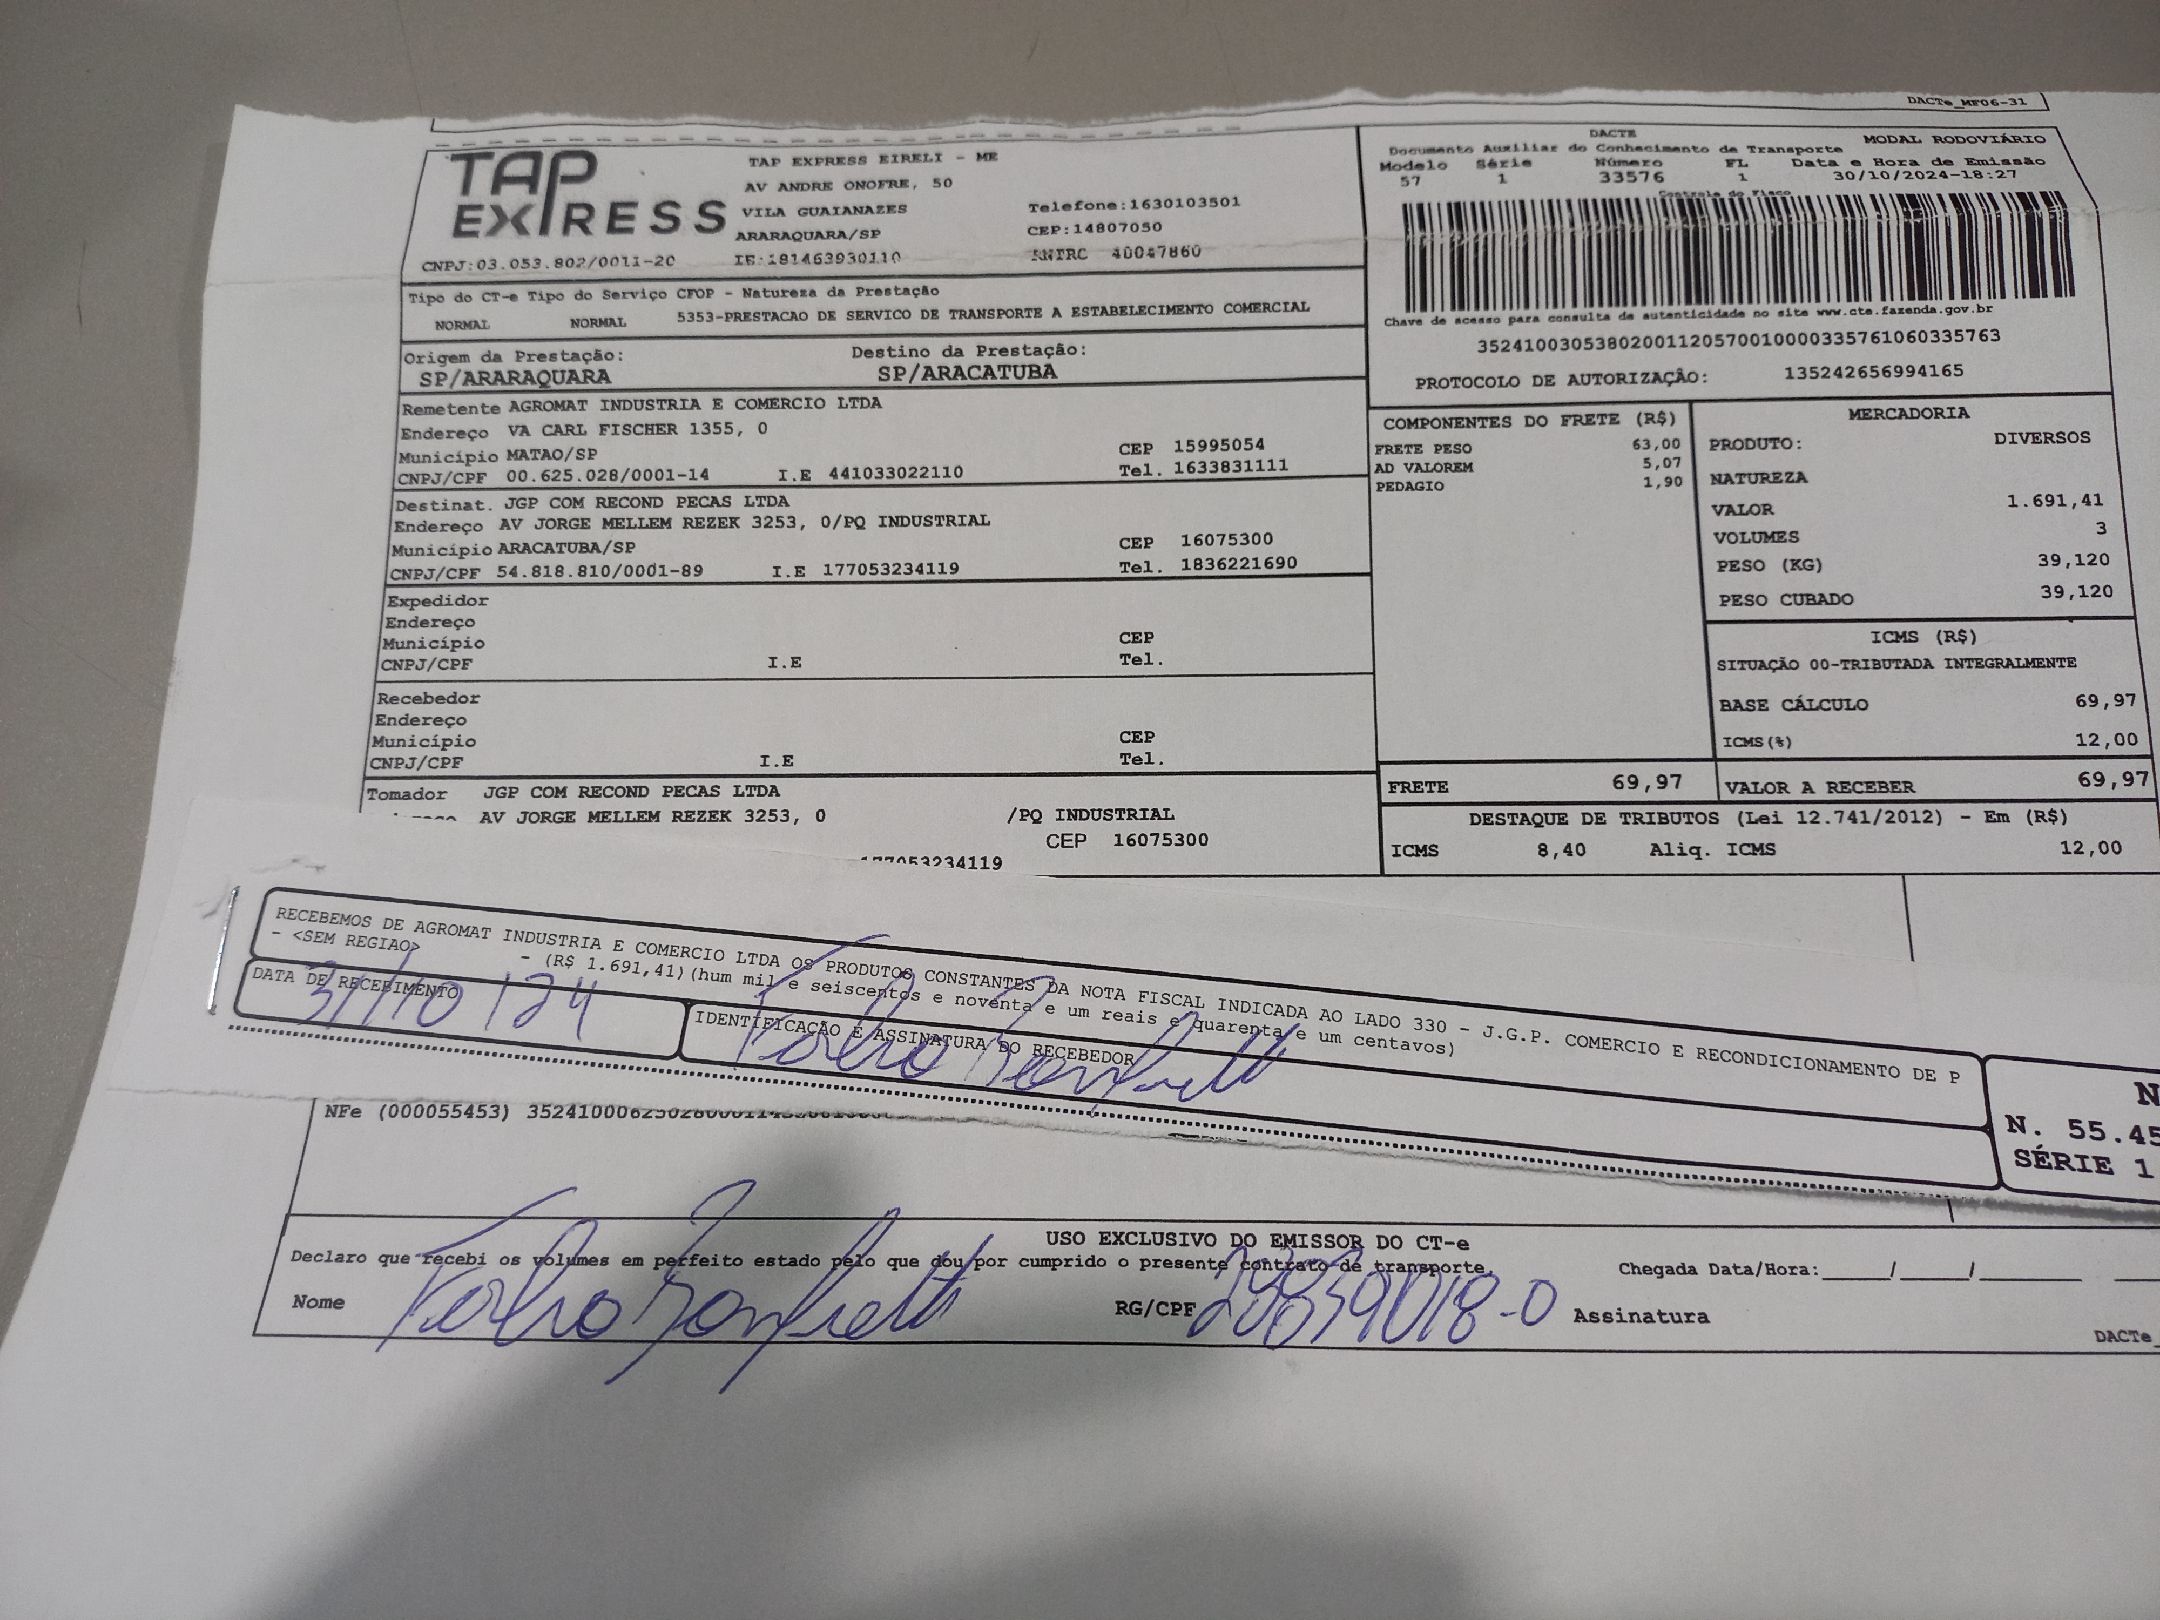 DACTe_MF06-31
TAP EXPRESS
TAP EXPRESS EIRELI - ME
AV ANDRE ONOFRE, 50
VILA GUAIANAZES Telefone:1630103501
ARARAQUARA/SP CEP:14807050
CNPJ:03.053.802/0011-20 IE:181463930110 RNTRC 40047860
DACTE MODAL RODOVIÁRIO
Documento Auxiliar do Conhecimento de Transporte
Modelo Série Número FL Data e Hora de Emissão
57 1 33576 1 30/10/2024-18:27
Controle do Fisco
Chave de acesso para consulta de autenticidade no site www.cte.fazenda.gov.br
35241003053802001120570010000335761060335763
PROTOCOLO DE AUTORIZAÇÃO: 135242656994165
Tipo do CT-e Tipo do Serviço CFOP - Natureza da Prestação
NORMAL NORMAL 5353-PRESTACAO DE SERVICO DE TRANSPORTE A ESTABELECIMENTO COMERCIAL
Origem da Prestação: Destino da Prestação:
SP/ARARAQUARA SP/ARACATUBA
Remetente AGROMAT INDUSTRIA E COMERCIO LTDA
Endereço VA CARL FISCHER 1355, 0
Município MATAO/SP CEP 15995054
CNPJ/CPF 00.625.028/0001-14 I.E 441033022110 Tel. 1633831111
Destinat. JGP COM RECOND PECAS LTDA
Endereço AV JORGE MELLEM REZEK 3253, 0/PQ INDUSTRIAL
Município ARACATUBA/SP CEP 16075300
CNPJ/CPF 54.818.810/0001-89 I.E 177053234119 Tel. 1836221690
Expedidor
Endereço
Município CEP
CNPJ/CPF I.E Tel.
Recebedor
Endereço
Município CEP
CNPJ/CPF I.E Tel.
Tomador JGP COM RECOND PECAS LTDA
AV JORGE MELLEM REZEK 3253, 0 /PQ INDUSTRIAL
CEP 16075300
177053234119
COMPONENTES DO FRETE (R$)
FRETE PESO 63,00
AD VALOREM 5,07
PEDAGIO 1,90
MERCADORIA
PRODUTO: DIVERSOS
NATUREZA
VALOR 1.691,41
VOLUMES 3
PESO (KG) 39,120
PESO CUBADO 39,120
ICMS (R$)
SITUAÇÃO 00-TRIBUTADA INTEGRALMENTE
BASE CÁLCULO 69,97
ICMS(%) 12,00
FRETE 69,97 VALOR A RECEBER 69,97
DESTAQUE DE TRIBUTOS (Lei 12.741/2012) - Em (R$)
ICMS 8,40 Aliq. ICMS 12,00
RECEBEMOS DE AGROMAT INDUSTRIA E COMERCIO LTDA OS PRODUTOS CONSTANTES DA NOTA FISCAL INDICADA AO LADO 330 - J.G.P. COMERCIO E RECONDICIONAMENTO DE P
- <SEM REGIAO> - (R$ 1.691,41)(hum mil e seiscentos e noventa e um reais e quarenta e um centavos)
DATA DE RECEBIMENTO IDENTIFICAÇÃO E ASSINATURA DO RECEBEDOR
31/10/24
N. 55.45
SÉRIE 1
NFe (000055453)
USO EXCLUSIVO DO EMISSOR DO CT-e
Declaro que recebi os volumes em perfeito estado pelo que dou por cumprido o presente contrato de transporte. Chegada Data/Hora:____/____/____
Nome RG/CPF Assinatura
DACTe_